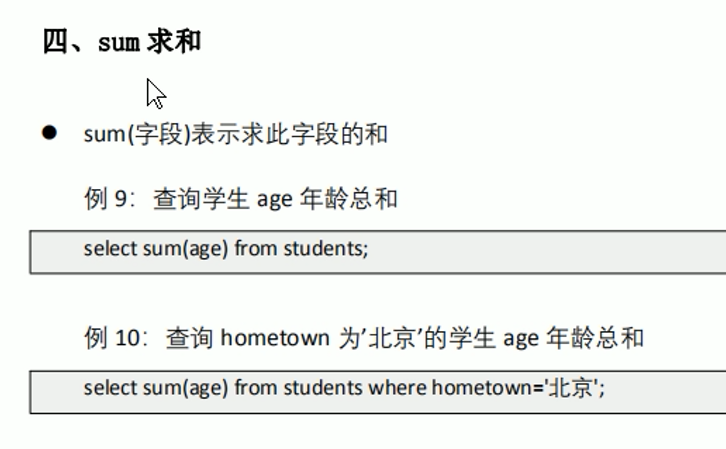 四、sum 求和
● sum(字段)表示求此字段的和
例 9：查询学生 age 年龄总和
select sum(age) from students;
例 10：查询 hometown 为’北京’的学生 age 年龄总和
select sum(age) from students where hometown='北京';